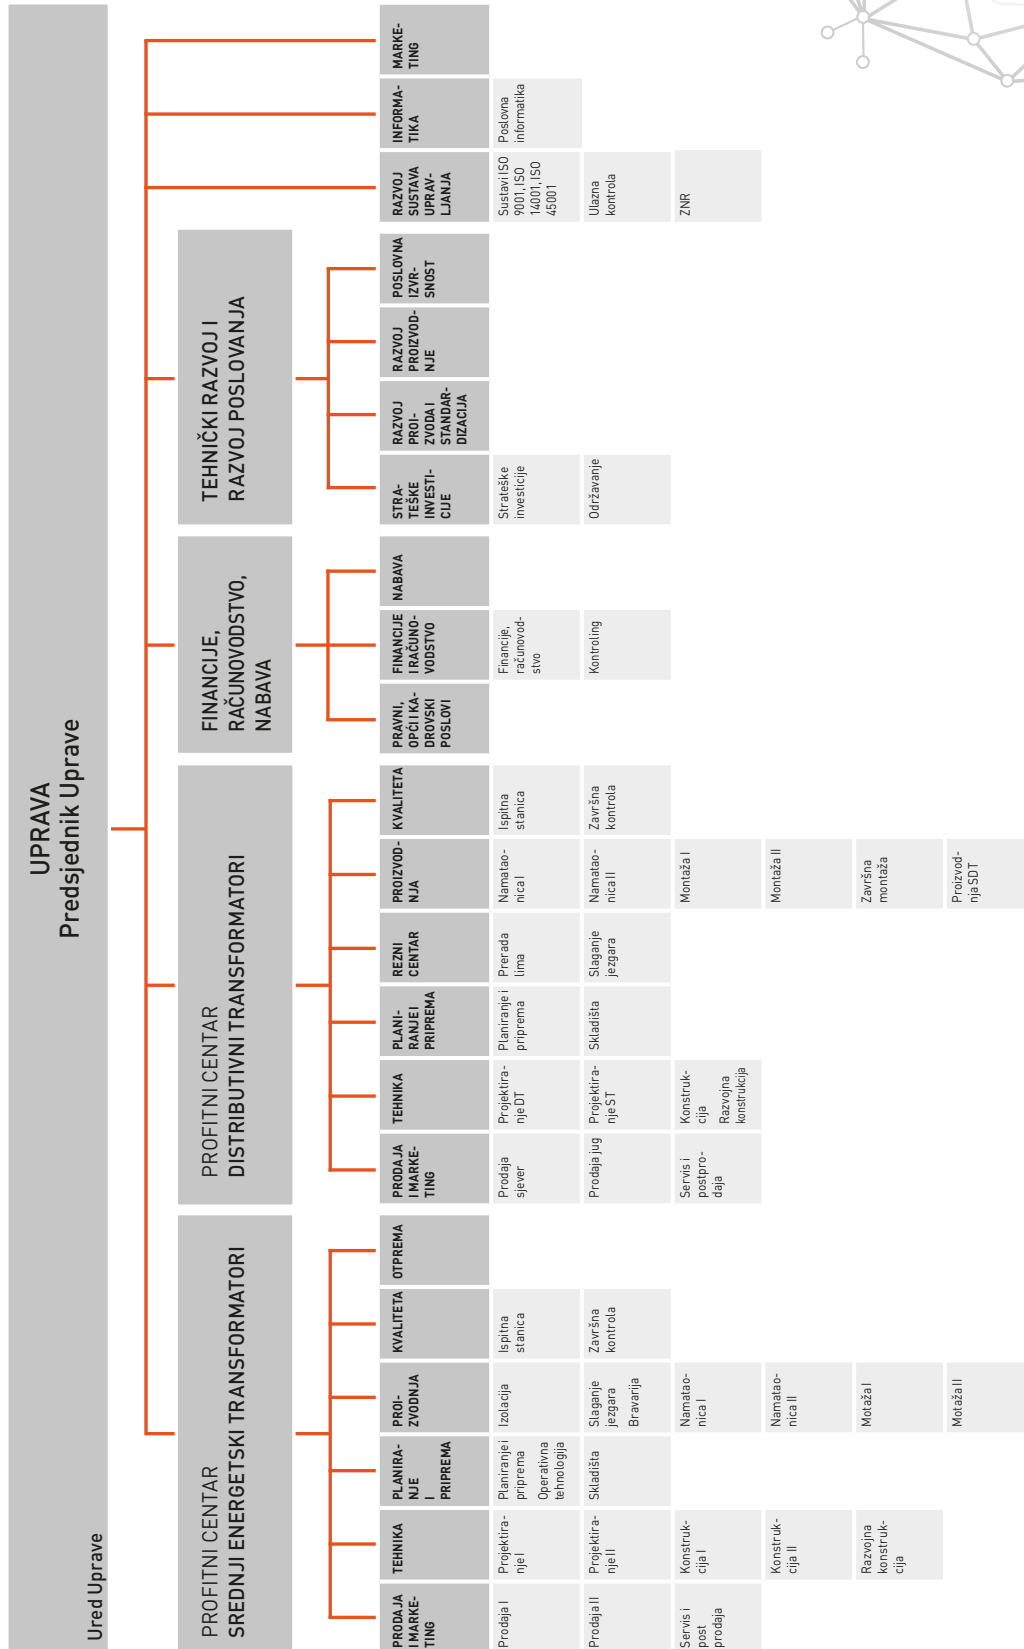 UPRAVA
Predsjednik Uprave
Ured Uprave
PROFITNI CENTAR
SREDNJI ENERGETSKI TRANSFORMATORI
PRODAJA
I MARKE-
TING
Prodaja I
Prodaja II
Servis i
post
prodaja
TEHNIKA
Projektira-
nje I
Projektira-
nje II
Konstruk-
cija I
Konstruk-
cija II
Razvojna
konstruk-
cija
PLANIRA-
NJE
I
PRIPREMA
Planiranje i
priprema
Operativna
tehnologija
Skladišta
PROI-
ZVODNJA
Izolacija
Slaganje
jezgara
Bravarija
Namatao-
nica I
Namatao-
nica II
Motaža I
Motaža II
KVALITETA
Ispitna
stanica
Završna
kontrola
OTPREMA
PROFITNI CENTAR
DISTRIBUTIVNI TRANSFORMATORI
PRODAJA
I MARKE-
TING
Prodaja
sjever
Prodaja jug
Servis i
postpro-
daja
TEHNIKA
Projektira-
nje DT
Projektira-
nje ST
Konstruk-
cija
Razvojna
konstrukcija
PLANI-
RANJE I
PRIPREMA
Planiranje i
priprema
Skladišta
REZNI
CENTAR
Prerada
lima
Slaganje
jezgara
PROIZVOD-
NJA
Namatao-
nica I
Namatao-
nica II
Montaža I
Montaža II
Završna
montaža
Proizvod-
nja SDT
KVALITETA
Ispitna
stanica
Završna
kontrola
FINANCIJE,
RAČUNOVODSTVO,
NABAVA
PRAVNI,
OPĆI I KA-
DROVSKI
POSLOVI
FINANCIJE
I RAČUNO-
VODSTVO
Financije,
računovod-
stvo
Kontroling
NABAVA
TEHNIČKI RAZVOJ I
RAZVOJ POSLOVANJA
STRA-
TEŠKE
INVESTI-
CIJE
Strateške
investicije
Održavanje
RAZVOJ
PROI-
ZVODA I
STANDAR-
DIZACIJA
RAZVOJ
PROIZVOD-
NJE
POSLOVNA
IZVR-
SNOST
RAZVOJ
SUSTAVA
UPRAV-
LJANJA
Sustavi ISO
9001, ISO
14001, ISO
45001
Ulazna
kontrola
ZNR
INFORMA-
TIKA
Poslovna
informatika
MARKE-
TING